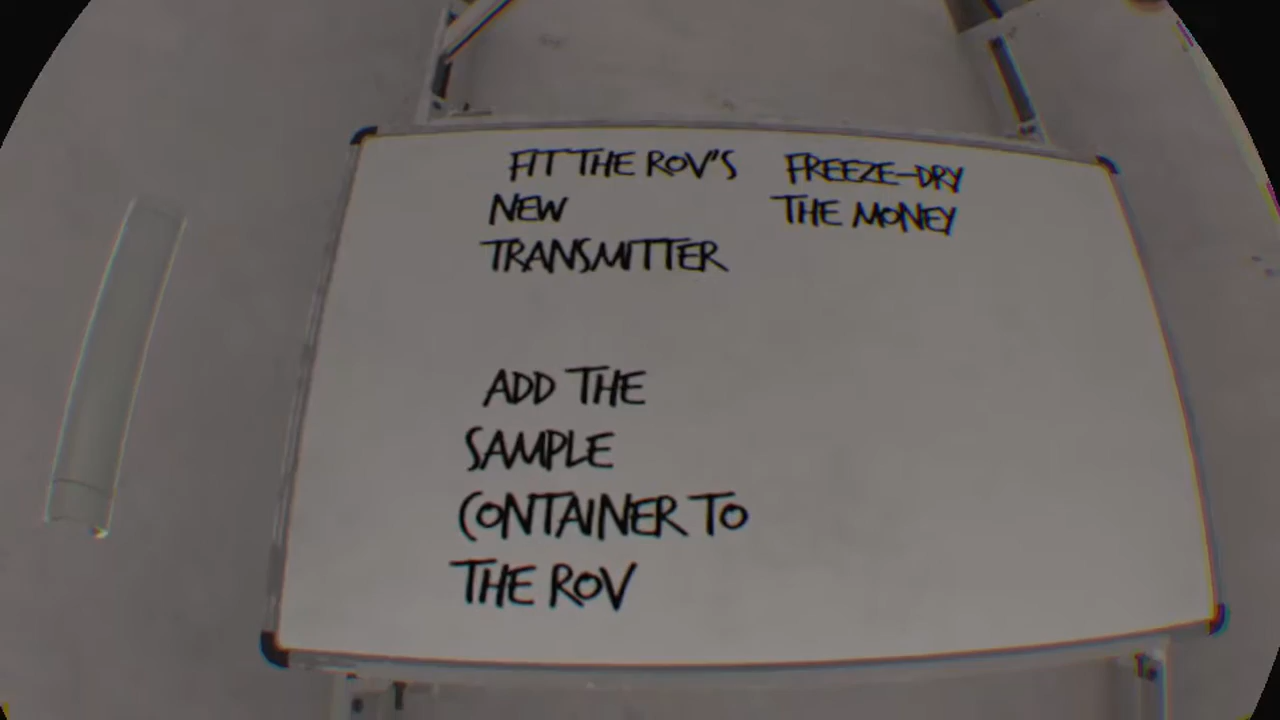 FIT THE ROV'S
NEW
TRANSMITTER
FREEZE-DRY
THE MONEY
ADD THE
SAMPLE
CONTAINER TO
THE ROV